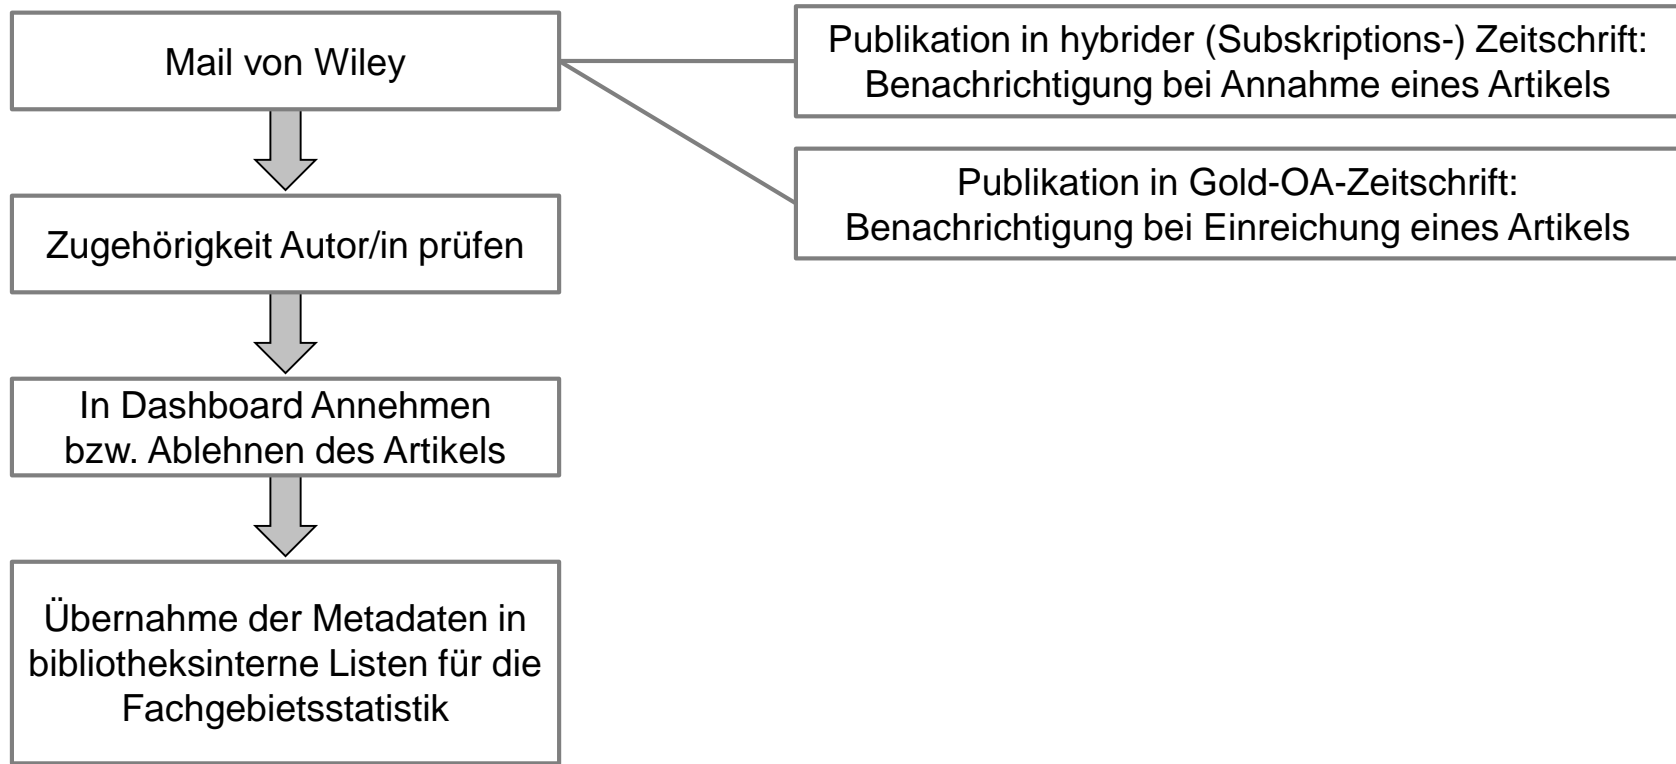 Mail von Wiley
Publikation in hybrider (Subskriptions-) Zeitschrift:
Benachrichtigung bei Annahme eines Artikels
Publikation in Gold-OA-Zeitschrift:
Benachrichtigung bei Einreichung eines Artikels
Zugehörigkeit Autor/in prüfen
In Dashboard Annehmen
bzw. Ablehnen des Artikels
Übernahme der Metadaten in
bibliotheksinterne Listen für die
Fachgebietsstatistik